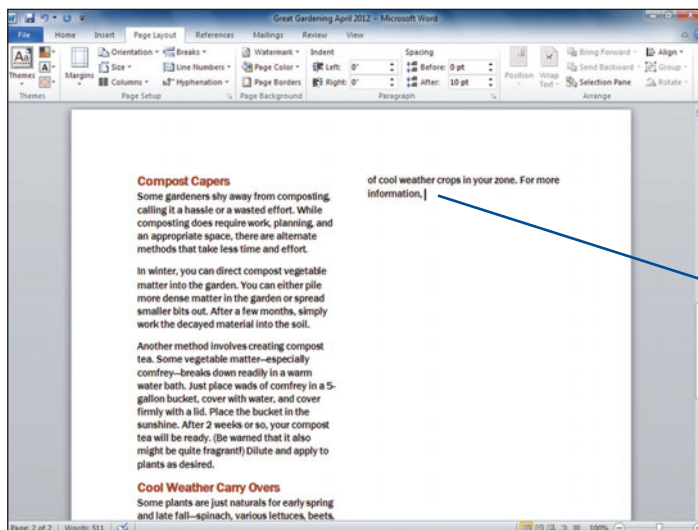 Great Gardening April 2012 - Microsoft Word
File Home Insert Page Layout References Mailings Review View
Themes
Margins
Orientation
Size
Columns
Breaks
Line Numbers
Hyphenation
Page Setup
Watermark
Page Color
Page Borders
Page Background
Indent
Left: 0"
Right: 0"
Spacing
Before: 0 pt
After: 10 pt
Paragraph
Position
Wrap
Text
Bring Forward
Send Backward
Selection Pane
Align
Group
Rotate
Arrange
Themes
Compost Capers
Some gardeners shy away from composting,
calling it a hassle or a wasted effort. While
composting does require work, planning, and
an appropriate space, there are alternate
methods that take less time and effort.
In winter, you can direct compost vegetable
matter into the garden. You can either pile
more dense matter in the garden or spread
smaller bits out. After a few months, simply
work the decayed material into the soil.
Another method involves creating compost
tea. Some vegetable matter—especially
comfrey—breaks down readily in a warm
water bath. Just place wads of comfrey in a 5-
gallon bucket, cover with water, and cover
firmly with a lid. Place the bucket in the
sunshine. After 2 weeks or so, your compost
tea will be ready. (Be warned that it also
might be quite fragrant!) Dilute and apply to
plants as desired.
Cool Weather Carry Overs
Some plants are just naturals for early spring
and late fall—spinach, various lettuces, beets,
of cool weather crops in your zone. For more
information,
Page: 2 of 2 Words: 511 100%